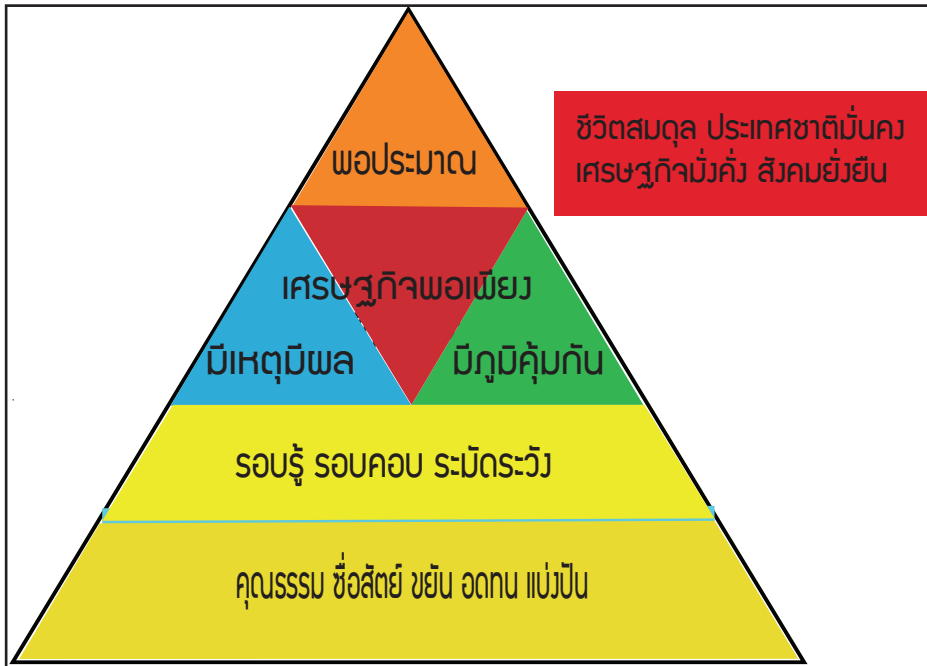 พอประมาณ
ชีวิตสมดุล ประเทศชาติมั่นคง
เศรษฐกิจมั่งคั่ง สังคมยั่งยืน
เศรษฐกิจพอเพียง
มีเหตุมีผล
มีภูมิคุ้มกัน
รอบรู้ รอบคอบ ระมัดระวัง
คุณธรรม ซื่อสัตย์ ขยัน อดทน แบ่งปัน